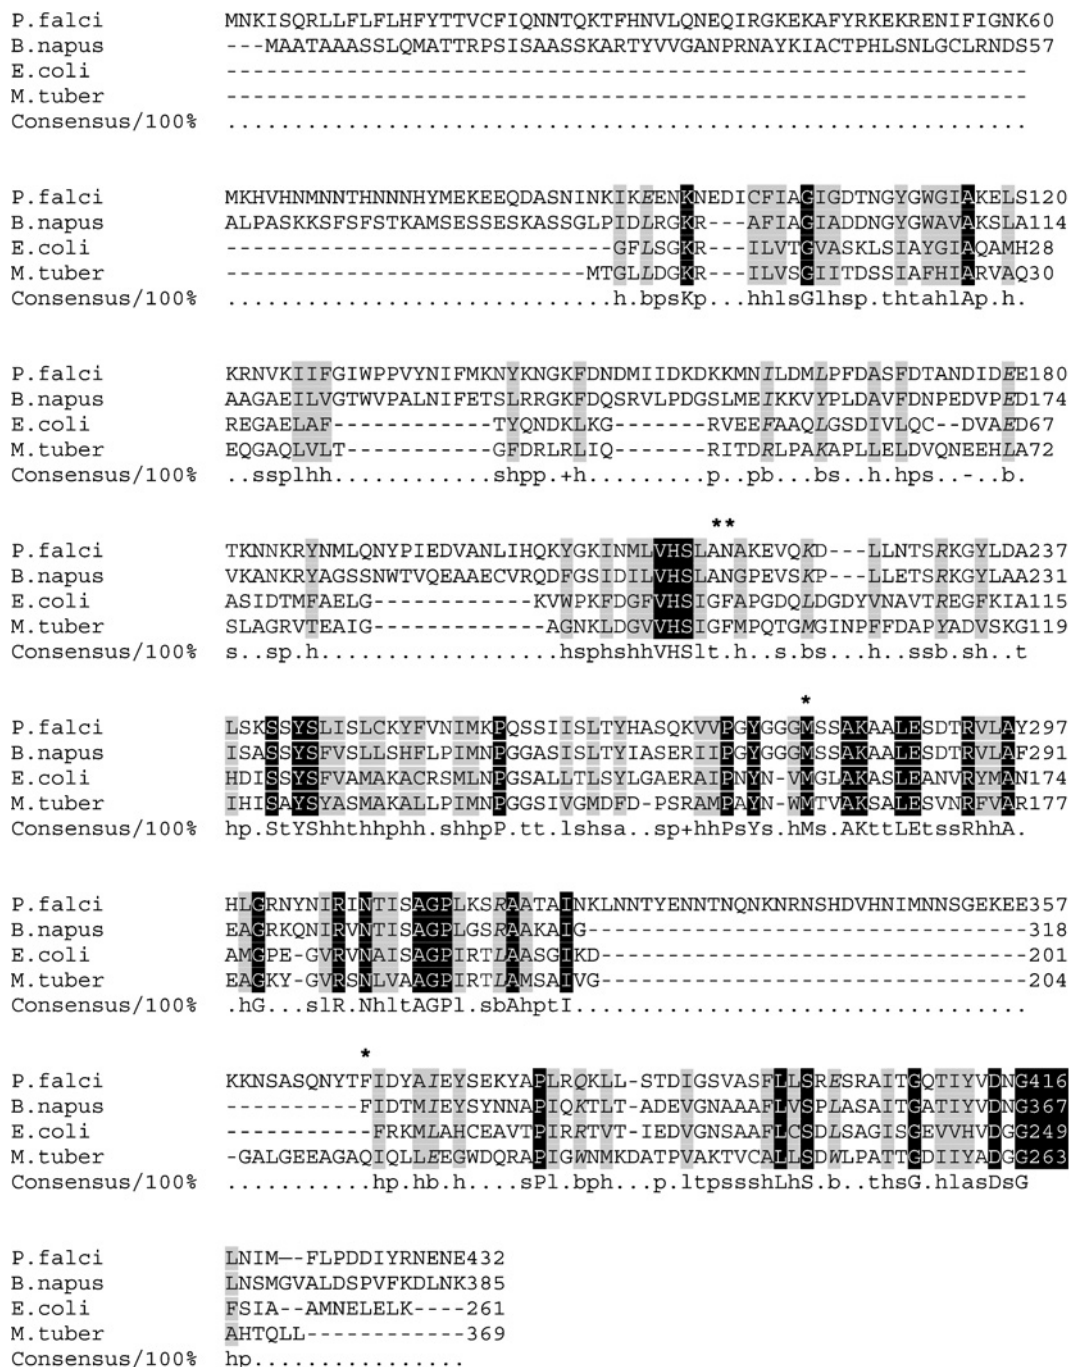 P.falci MNKISQRLLFLFLHFYTTVCFIQNNTQKTFHNVLQNEQIRGKEKAFYRKEKRENIFIGNK60
B.napus ---MAATAAASSLQMATTRPSISAASSKARTYVVGANPRNAYKIACTPHLSNLGCLRNDS57
E.coli ------------------------------------------------------------
M.tuber ------------------------------------------------------------
Consensus/100% ............................................................
P.falci MKHVHNMNNTHNNNHYMEKEEQDASNINNKIKEENKNEDICFIAGIGDTNGYGWGIAKELS120
B.napus ALPASKKSFSFSTKAMSESSESKASSGLPIDLRGKR---AFIAGIADDNGYGWAVAKSLA114
E.coli -----------------------------GFLSGKR---ILVTGVASKLSIAYGIAQAMH28
M.tuber ---------------------------MTGLLDGKR---ILVSGIITDSSIAFHIARVAQ30
Consensus/100% .............................h.bpsKp...hhlsGlhsp.thtahlAp.h.
P.falci KRNVKIIFGIWPPVYNIFMKNYKNGKFDNDMIIDKDKKMNILDMLPFDASFDTANDIDEE180
B.napus AAGAEILVGTWVPALNIFETSLRRGKFDQSRVLPDGSLMEIKKVYPLDAVFDNPEDVPED174
E.coli REGAELAF------------TYQNDKLKG-------RVEEFAAQLGSDIVLQC--DVAED67
M.tuber EQGAQLVLT-----------GFDRLRLIQ-------RITDRLPAKAPLLELDVQNEEHLA72
Consensus/100% ..sspl​hh............shpp.+h.........p..pb...bs..h.hps..-..b.
**
P.falci TKNNKRYNMLQNYPIEDVANLIHQKYGKINMLVHSLANAKEVQKD---LLNTSRKGYLDA237
B.napus VKANKRYAGSSNWTVQEAAECVRQDFGSIDILVHSLANGPEVSKP---LLETSRKGYLAA231
E.coli ASIDTMFAELG------------KVWPKFDGFVHSIGFAPGDQLDGDYVNAVTREGFKIA115
M.tuber SLAGRVTEAIG-------------AGNKLDGVVHSIGFMPQTGMGINPFFDAPYADVSKG119
Consensus/100% s..sp.h..................hsphshhVHSlt.h..s.bs...h..ssb.sh..t
*
P.falci LSKSSYSLISLCKYFVNIMKPQSSIISLTYHASQKVVPGYGGGMSSAKAALESDTRVLAY297
B.napus ISASSYSFVSLLSHFLPIMNPGGASISLTYIASERIIPGYGGGMSSAKAALESDTRVLAF291
E.coli HDISSYSFVAMAKACRSMLNPGSALLTLSYLGAERAIPNYN-VMGLAKASLEANVRYMAN174
M.tuber IHISAYSYASMAKALLPIMNPGGSIVGMDFD-PSRAMPAYN-WMTVAKSALESVNRFVAR177
Consensus/100% hp.StYShhthhphh.shhpP.tt.lshsa..sp+hhPsYs.hMs.AKttLEtssRhhA.
P.falci HLGRNYNIRINTISAGPLKSRAATAINKLNNTYENNTNQNKNRNSHDVHNIMNNSGEKEE357
B.napus EAGRKQNIRVNTISAGPLGSRAAKAIG---------------------------------318
E.coli AMGPE-GVRVNAISAGPIRTLAASGIKD--------------------------------201
M.tuber EAGKY-GVRSNLVAAGPIRTLAMSAIVG--------------------------------204
Consensus/100% .hG...slR.NhltAGPl.sbAhptI..................................
*
P.falci KKNSASQNYTFIDYAIEYSEKYAPLRQKLL-STDIGSVASFLLSRESRAITGQTIYVDNG416
B.napus ----------FIDTMIEYSYNNAPIQKTLT-ADEVGNAAAFLVSPLASAITGATIYVDNG367
E.coli -----------FRKMLAHCEAVTPIRRTVT-IEDVGNSAAFLCSDLSAGISGEVVHVDGG249
M.tuber -GALGEEAGAQIQLLEEGWDQRAPIGWNMKDATPVAKTVCALLSDWLPATTGDIIYADGG263
Consensus/100% ...........hp.hb.h....sPl.bph...p.ltpssshLhS.b..thsG.hlasDsG
P.falci LNIM--FLPDDIYRNENE432
B.napus LNSMGVALDSPVFKDLNK385
E.coli FSIA--AMNELELK----261
M.tuber AHTQLL------------369
Consensus/100% hp................